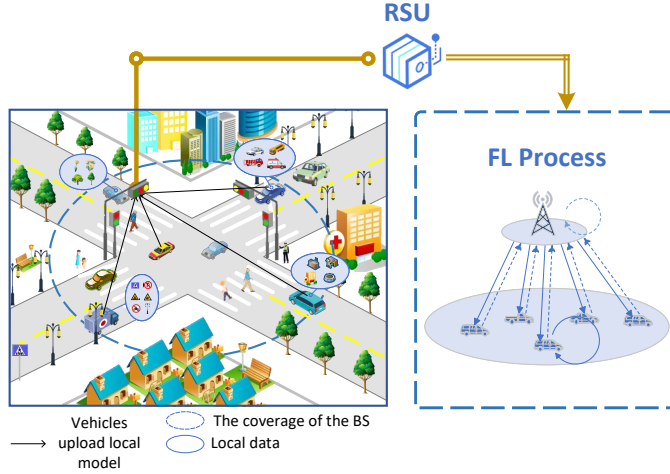 RSU
FL Process
Vehicles
upload local
model
The coverage of the BS
Local data